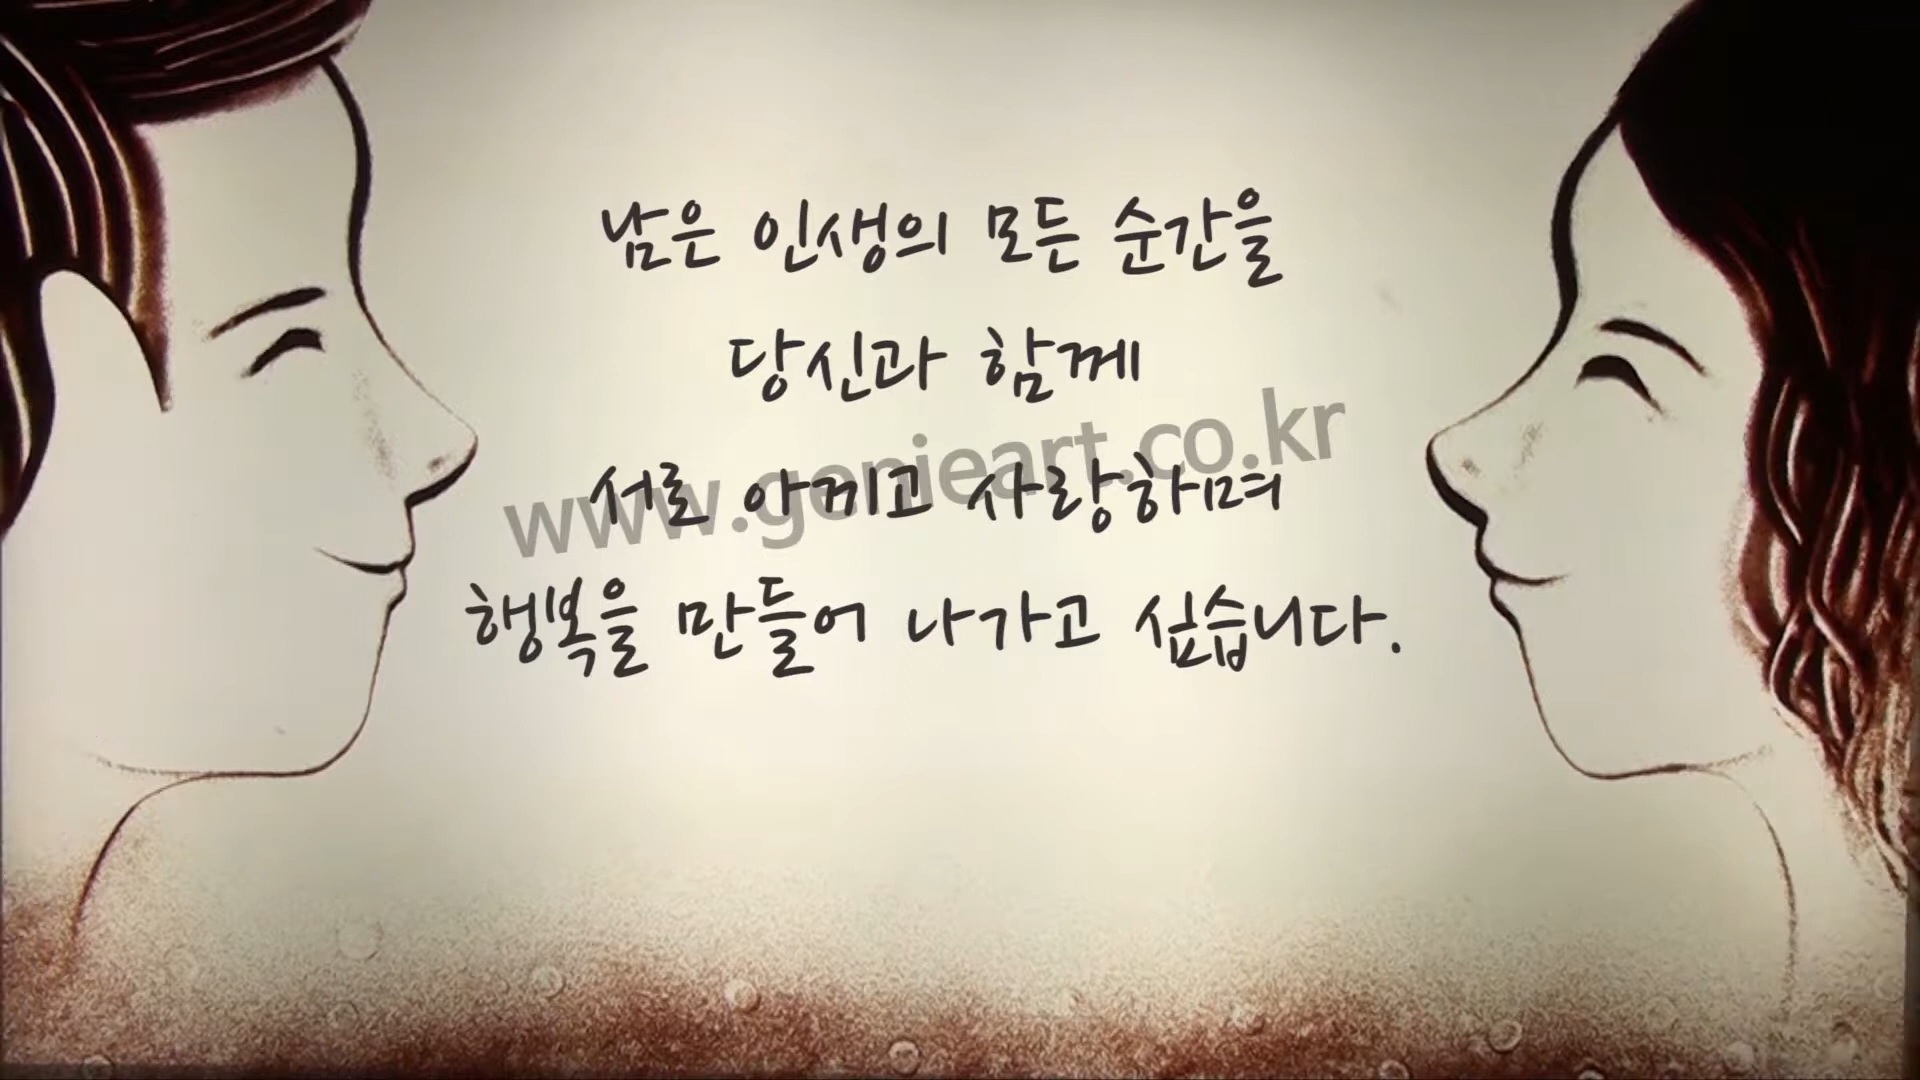 남은 인생의 모든 순간을
당신과 함께
www.genieart.co.kr
서로 아끼고 사랑하며
행복을 만들어 나가고 싶습니다.